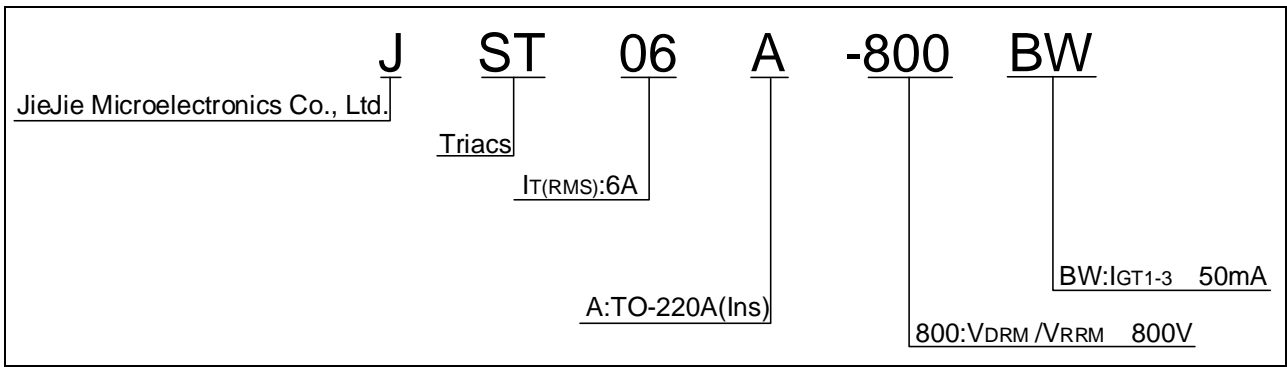 J ST 06 A -800 BW
JieJie Microelectronics Co., Ltd.
Triacs
IT(RMS):6A
BW:IGT1-3 50mA
A:TO-220A(Ins)
800:VDRM /VRRM 800V